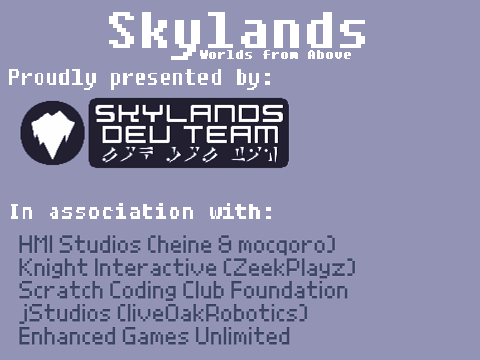 Skylands
Worlds from Above
Proudly presented by:
SKYLANDS
DEV TEAM
In association with:
HMI Studios (heine & mocqoro)
Knight Interactive (ZeekPlayz)
Scratch Coding Club Foundation
jStudios (liveOakRobotics)
Enhanced Games Unlimited